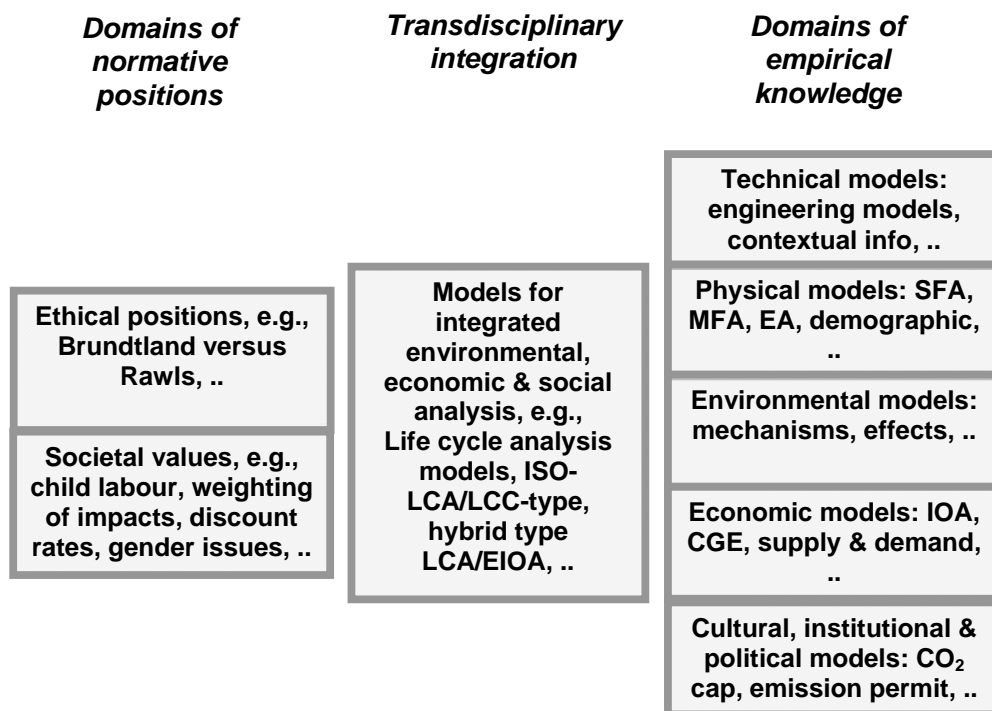 Domains of
normative
positions
Transdisciplinary
integration
Domains of
empirical
knowledge
Ethical positions, e.g.,
Brundtland versus
Rawls, ..
Societal values, e.g.,
child labour, weighting
of impacts, discount
rates, gender issues, ..
Models for
integrated
environmental,
economic & social
analysis, e.g.,
Life cycle analysis
models, ISO-
LCA/LCC-type,
hybrid type
LCA/EIOA, ..
Technical models:
engineering models,
contextual info, ..
Physical models: SFA,
MFA, EA, demographic,
..
Environmental models:
mechanisms, effects, ..
Economic models: IOA,
CGE, supply & demand,
..
Cultural, institutional &
political models: CO₂
cap, emission permit, ..